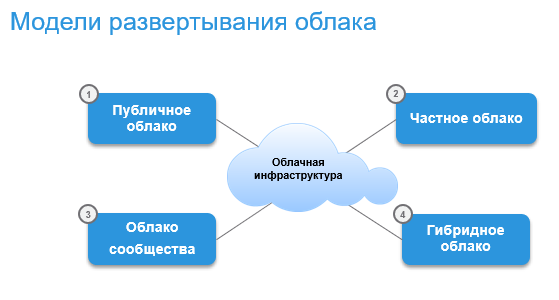 Модели развертывания облака
1
Публичное
облако
2
Частное облако
Облачная
инфраструктура
3
Облако
сообщества
4
Гибридное
облако